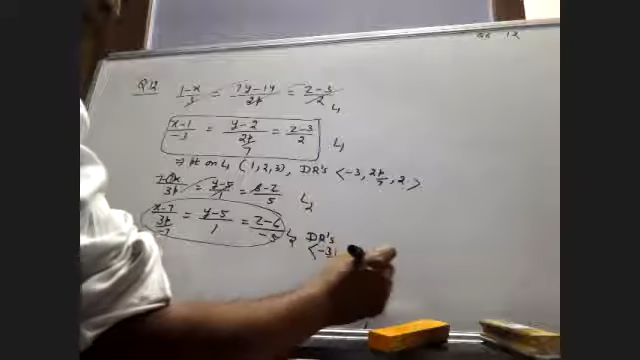 Q12 (1-x)/3 = (7y-14)/2p = (z-3)/2 L1
(x-1)/-3 = (y-2)/(2p/7) = (z-3)/2 L1
⇒ pt on L1 (1, 2, 3), DR's < -3, 2p/7, 2 >
/3p = (y-5)/1 = (6-z)/5 L2
(x-7)/(3p/-7) = (y-5)/1 = (z-6)/-5 L2 DR's
< -3